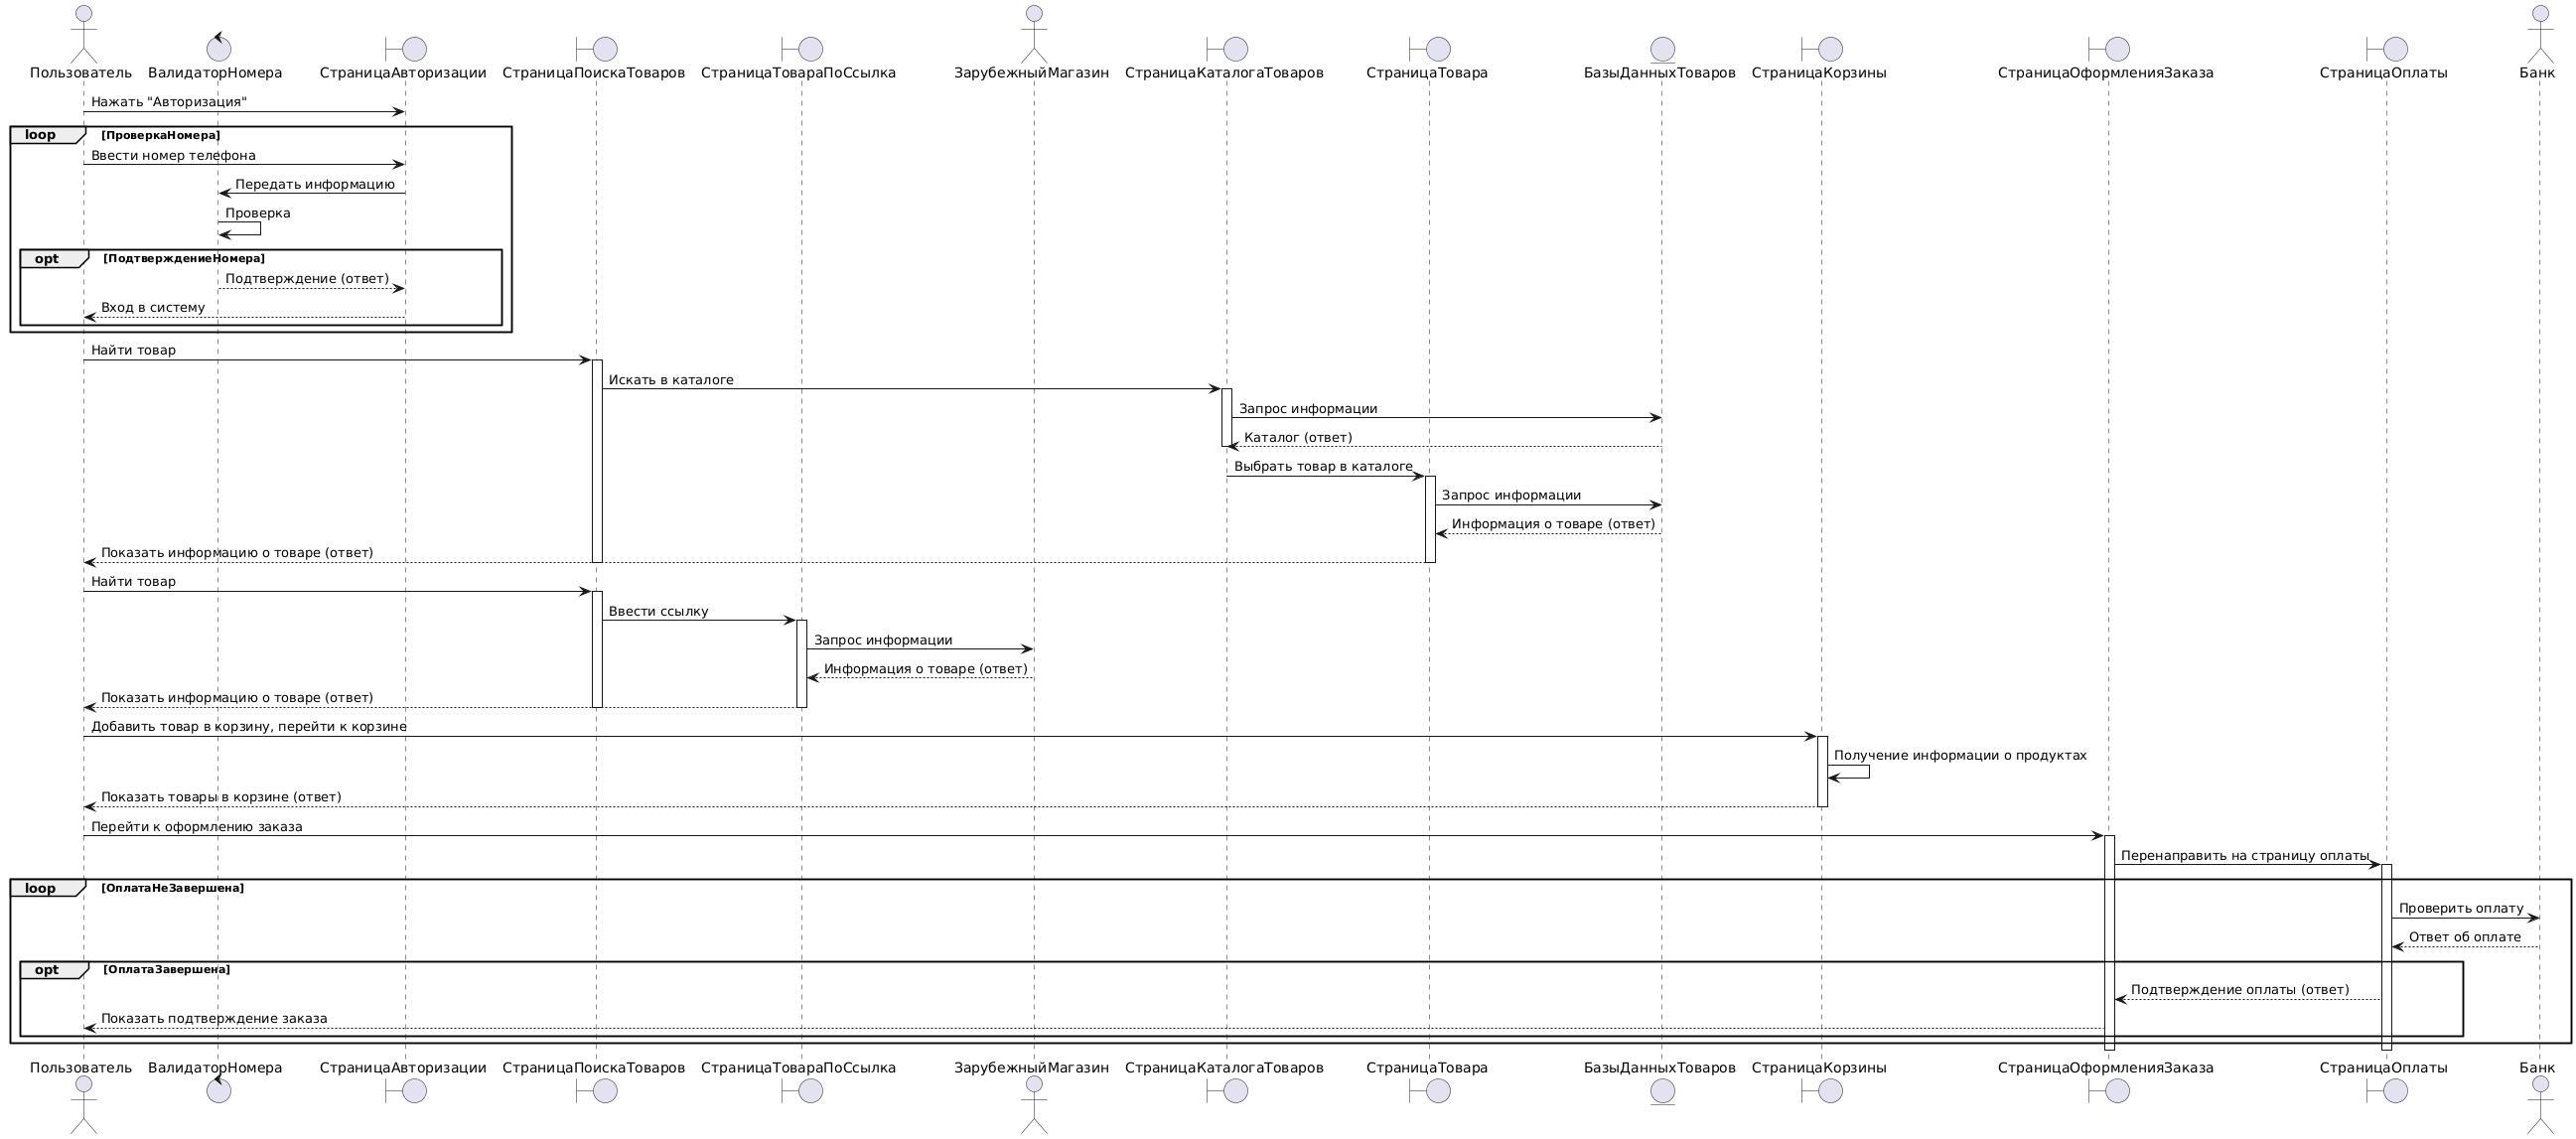 Пользователь
ВалидаторНомера
СтраницаАвторизации
СтраницаПоискаТоваров
СтраницаТовараПоСсылка
ЗарубежныйМагазин
СтраницаКаталогаТоваров
СтраницаТовара
БазыДанныхТоваров
СтраницаКорзины
СтраницаОформленияЗаказа
СтраницаОплаты
Банк
Нажать "Авторизация"
loop [ПроверкаНомера]
Ввести номер телефона
Передать информацию
Проверка
opt [ПодтверждениеНомера]
Подтверждение (ответ)
Вход в систему
Найти товар
Искать в каталоге
Запрос информации
Каталог (ответ)
Выбрать товар в каталоге
Запрос информации
Информация о товаре (ответ)
Показать информацию о товаре (ответ)
Найти товар
Ввести ссылку
Запрос информации
Информация о товаре (ответ)
Показать информацию о товаре (ответ)
Добавить товар в корзину, перейти к корзине
Получение информации о продуктах
Показать товары в корзине (ответ)
Перейти к оформлению заказа
Перенаправить на страницу оплаты
loop [ОплатаНеЗавершена]
Проверить оплату
Ответ об оплате
opt [ОплатаЗавершена]
Подтверждение оплаты (ответ)
Показать подтверждение заказа
Пользователь
ВалидаторНомера
СтраницаАвторизации
СтраницаПоискаТоваров
СтраницаТовараПоСсылка
ЗарубежныйМагазин
СтраницаКаталогаТоваров
СтраницаТовара
БазыДанныхТоваров
СтраницаКорзины
СтраницаОформленияЗаказа
СтраницаОплаты
Банк